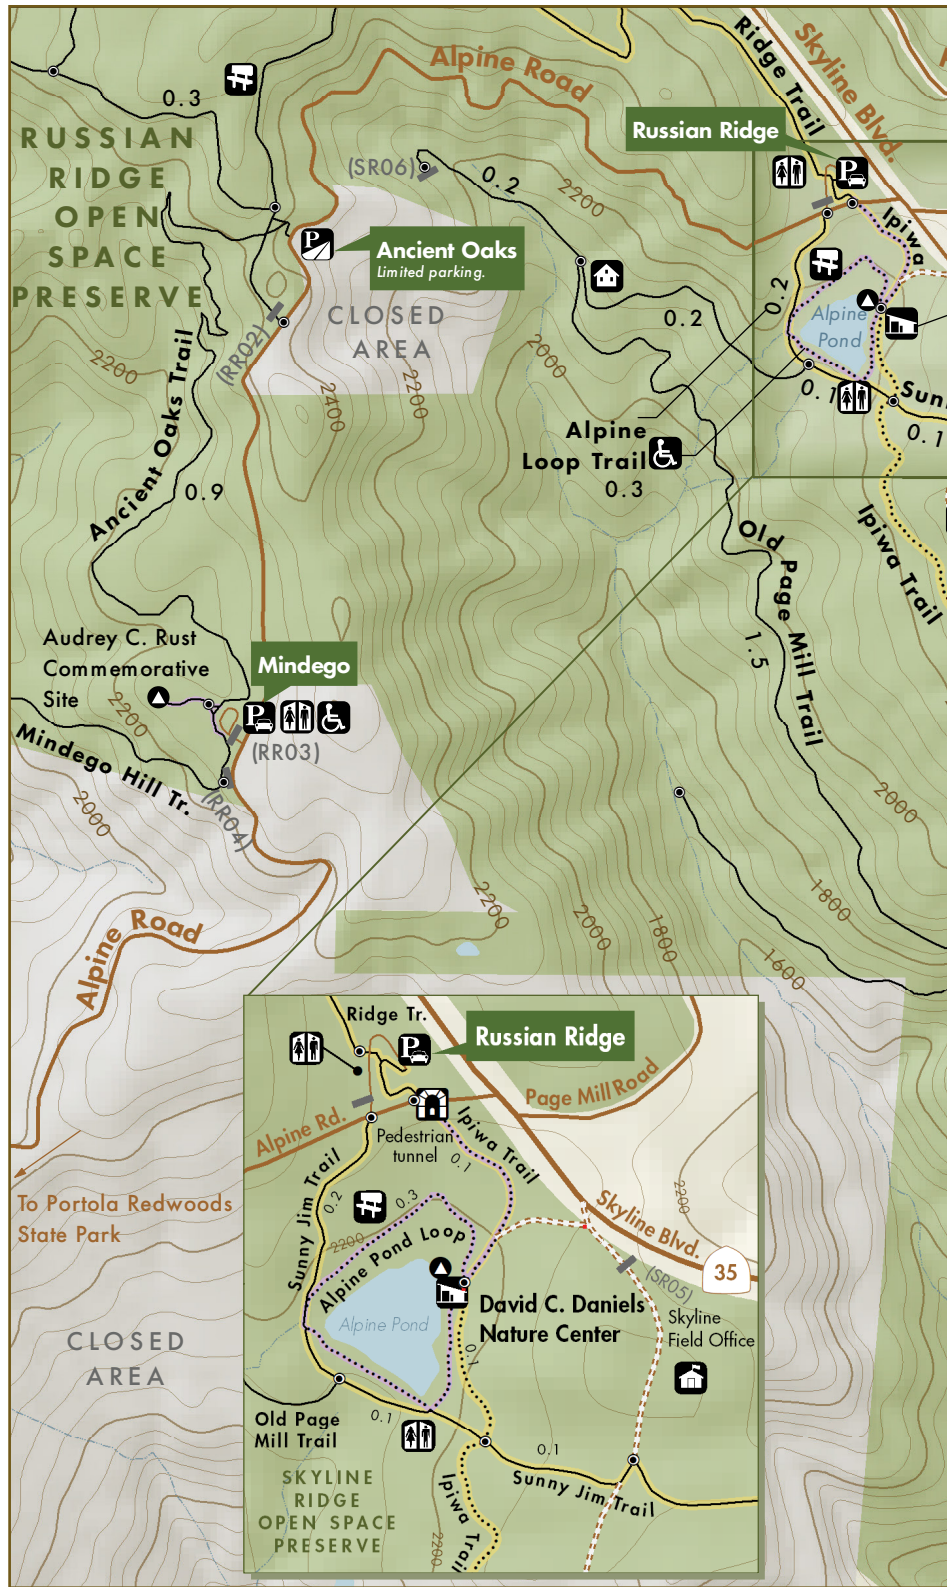 Ridge Trail
Skyline Blvd.
Alpine Road
0.3
RUSSIAN
RIDGE
OPEN
SPACE
PRESERVE
Russian Ridge
P
(SR06)
0.2
2200
Ipiwa
P
Ancient Oaks
Limited parking.
CLOSED
AREA
0.2
0.2
Alpine
Pond
(RR02)
2000
2200
2200
2400
Ancient Oaks Trail
0.1
Sunn
0.1
Alpine
Loop Trail
0.3
0.9
Ipiwa Trail
Old Page Mill Trail
1.5
Audrey C. Rust
Commemorative
Site
Mindego
P
2200
(RR03)
Mindego Hill Tr.
(RR04)
2000
2000
2200
2000
1800
1800
1600
Alpine Road
Ridge Tr.
P
Russian Ridge
Page Mill Road
Alpine Rd.
Pedestrian
tunnel
Ipiwa Trail
0.1
Sunny Jim Trail
0.2
0.3
2200
2200
To Portola Redwoods
State Park
Skyline Blvd.
35
(SR05)
Alpine Pond Loop
Alpine Pond
David C. Daniels
Nature Center
Skyline
Field Office
0.1
CLOSED
AREA
Old Page
Mill Trail
0.1
0.1
Sunny Jim Trail
SKYLINE
RIDGE
OPEN SPACE
PRESERVE
Ipiwa Trail
2200